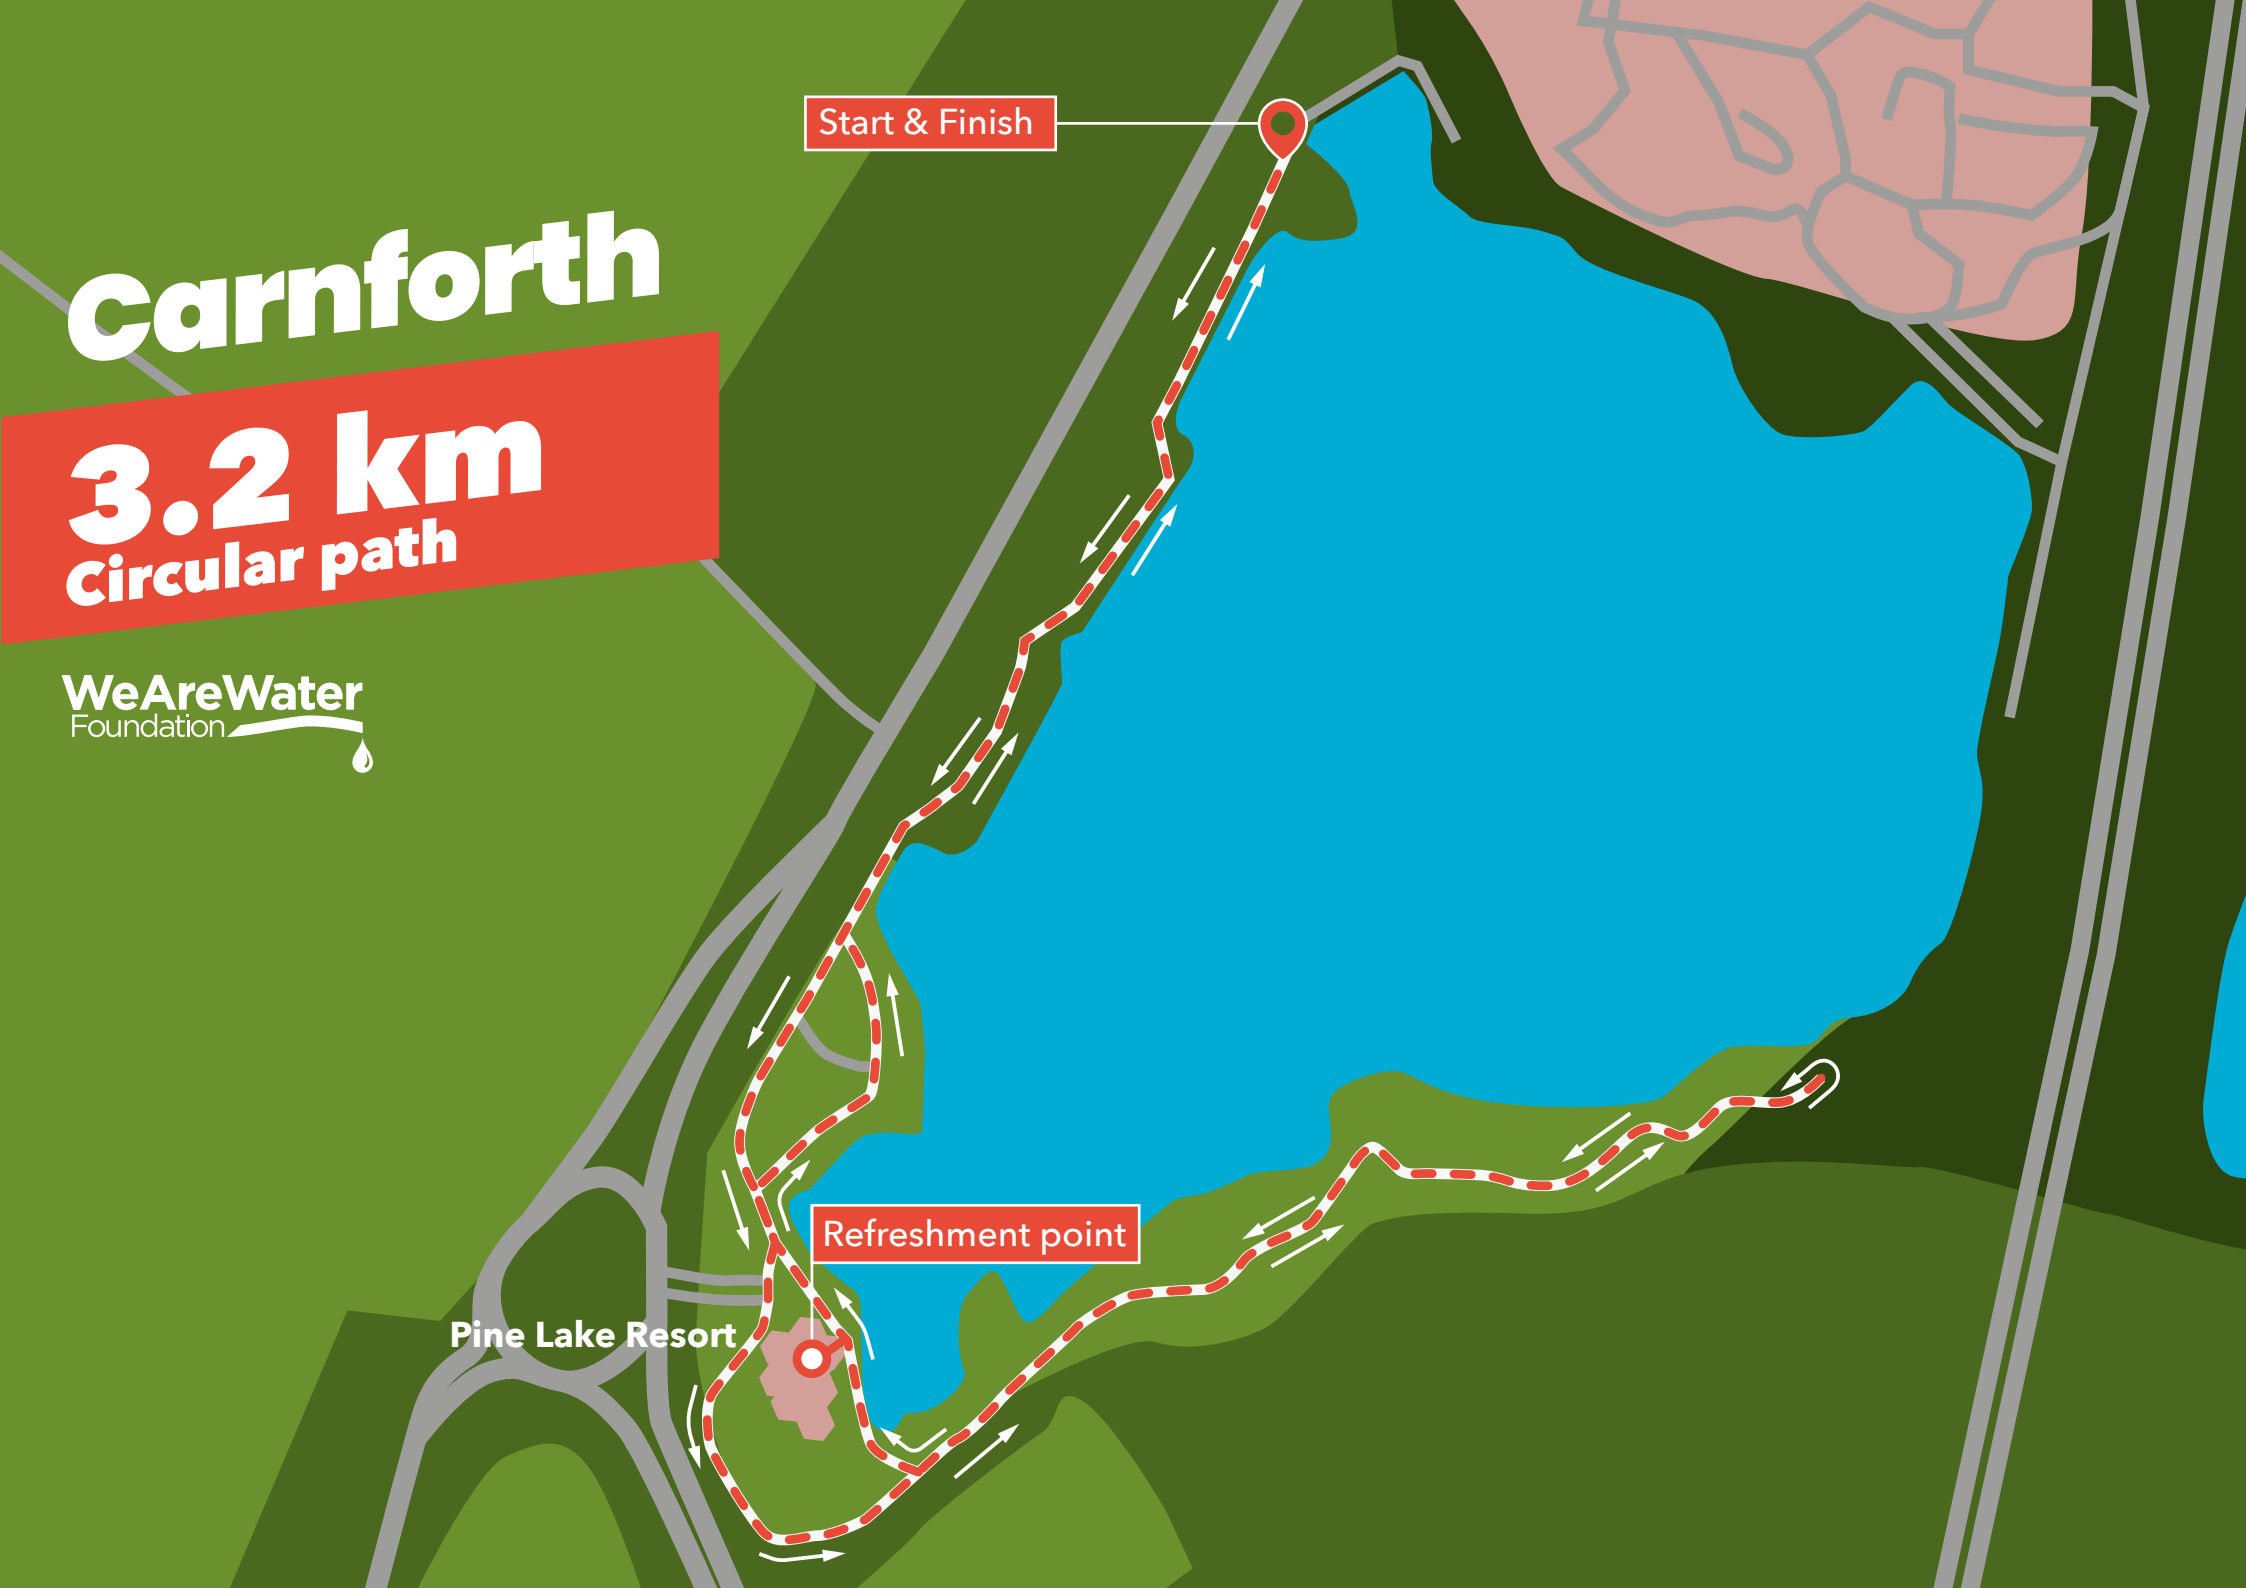 Start & Finish
Carnforth
3.2 km
Circular path
WeAreWater
Foundation
Refreshment point
Pine Lake Resort